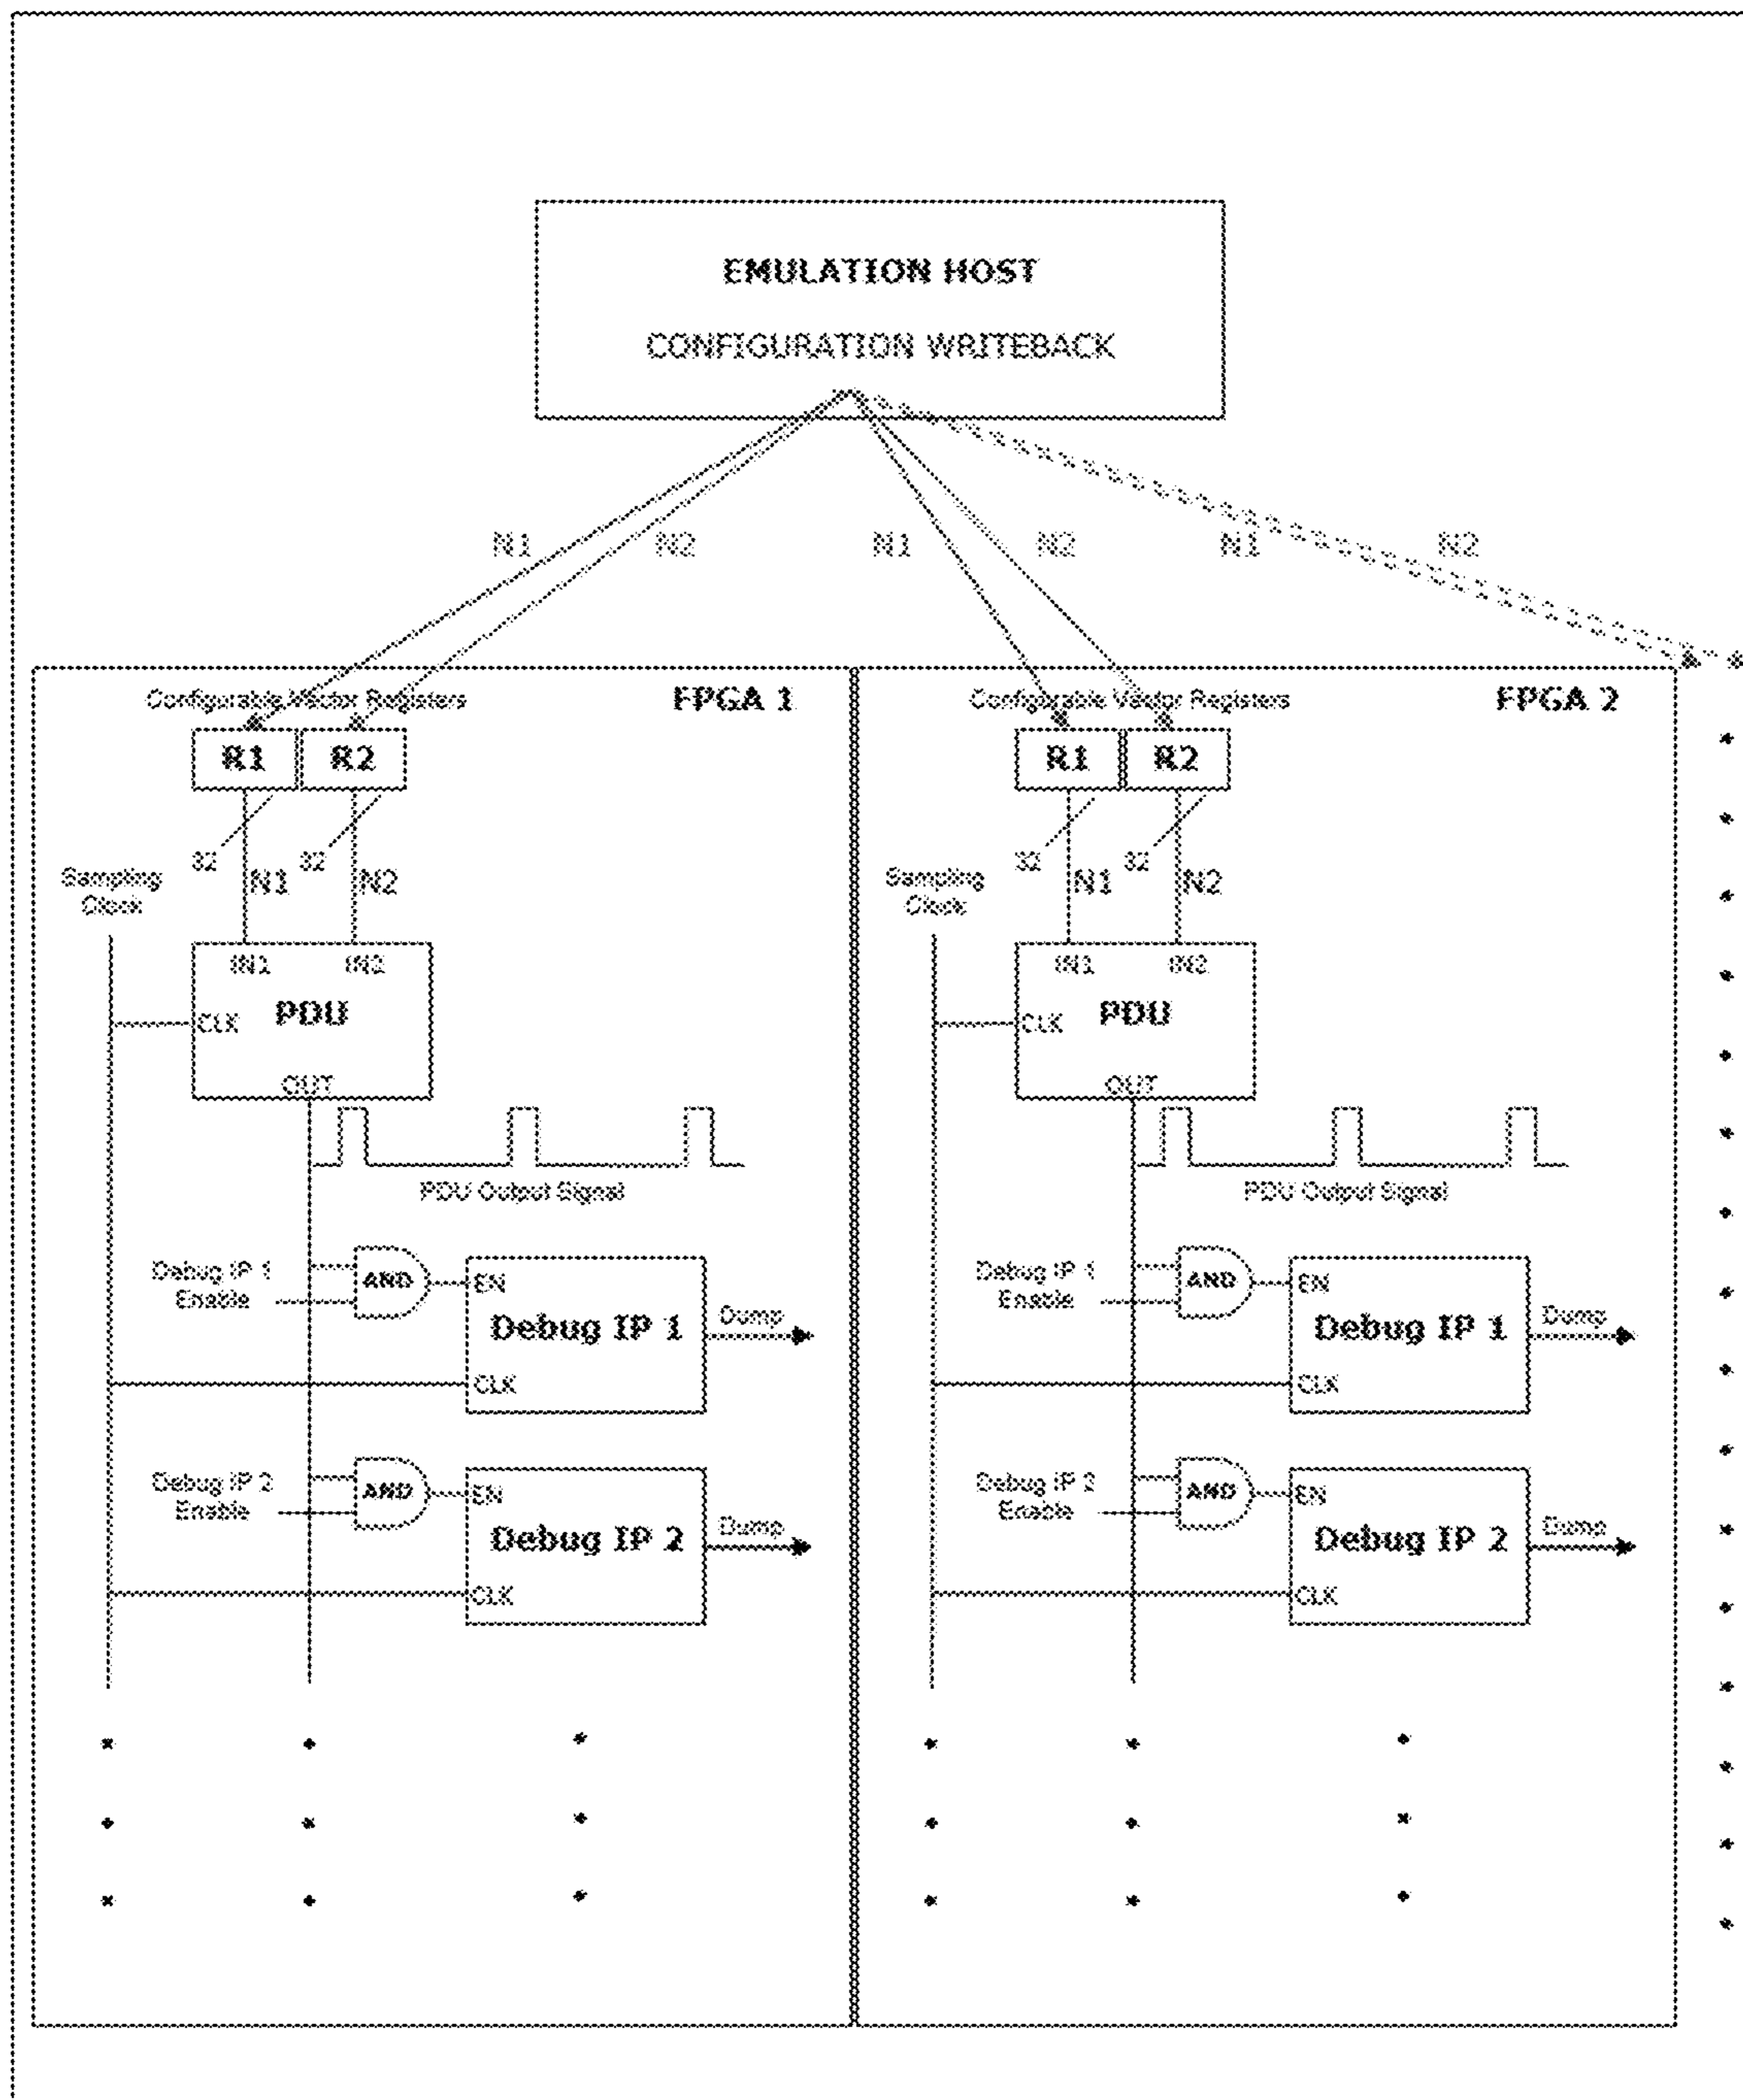 EMULATION HOST
CONFIGURATION WRITEBACK
N1 N2 N1 N2 N1 N2
Configurable Vector Registers
FPGA 1
R1 R2
32 32
N1 N2
Sampling
Clock
IN1 IN2
PDU
CLK
OUT
PDU Output Signal
Debug IP 1
Enable
AND
EN
Debug IP 1
CLK
Dump
Debug IP 2
Enable
AND
EN
Debug IP 2
CLK
Dump
Configurable Vector Registers
FPGA 2
R1 R2
32 32
N1 N2
Sampling
Clock
IN1 IN2
PDU
CLK
OUT
PDU Output Signal
Debug IP 1
Enable
AND
EN
Debug IP 1
CLK
Dump
Debug IP 2
Enable
AND
EN
Debug IP 2
CLK
Dump